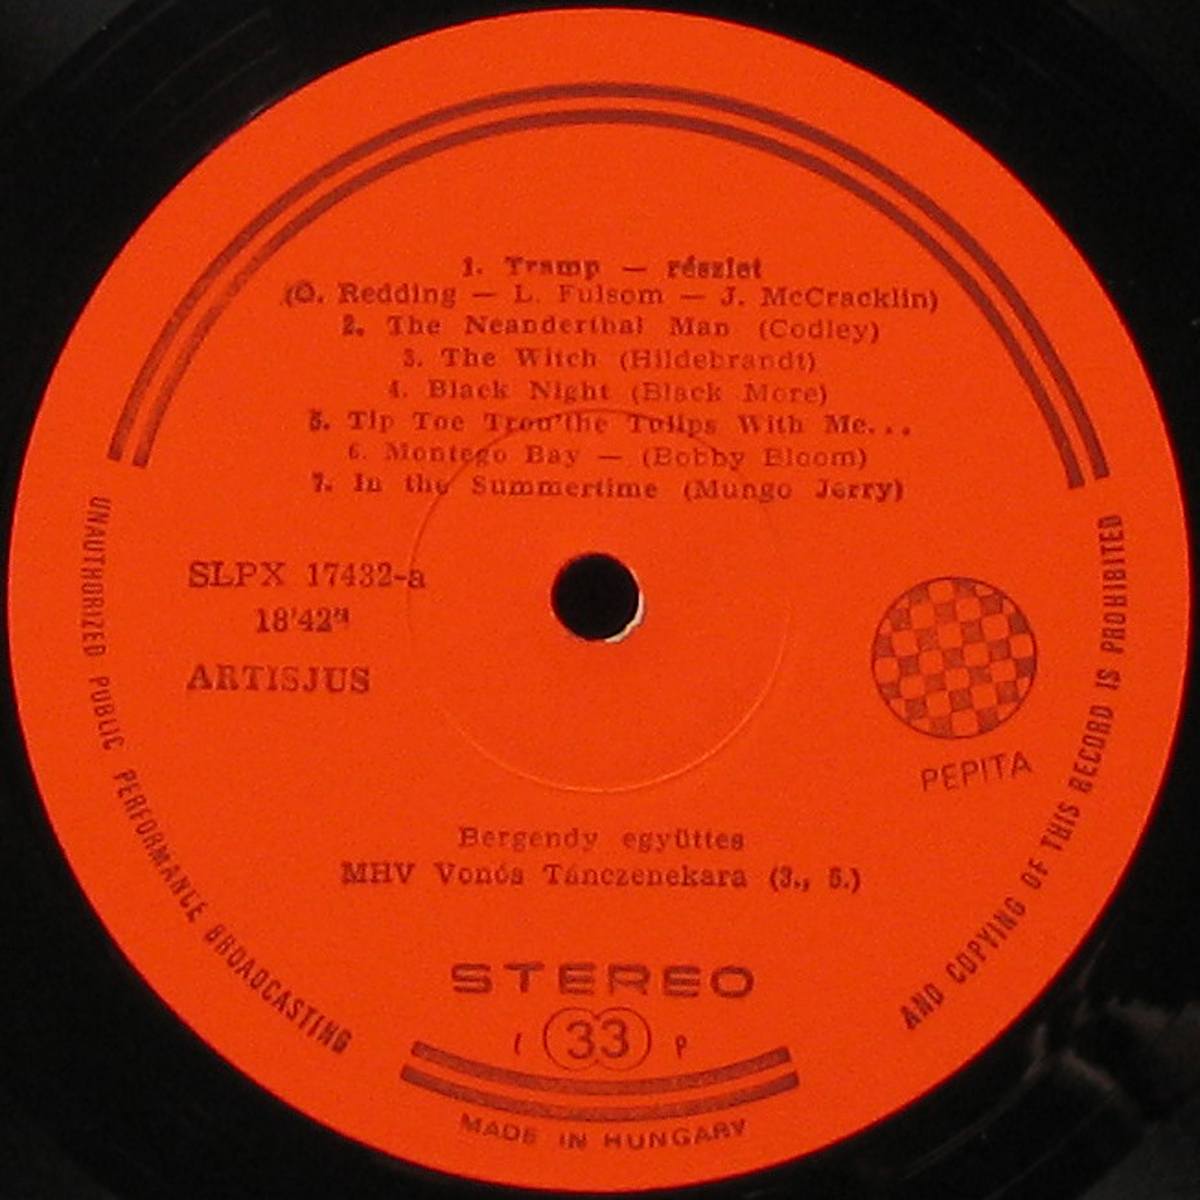 1. Tramp — részlet
(O. Redding — L. Fulsom — J. McCracklin)
2. The Neanderthal Man (Codley)
3. The Witch (Hildebrandt)
4. Black Night (Black More)
5. Tip Toe Trou'the Tulips With Me...
6. Montego Bay — (Bobby Bloom)
7. In the Summertime (Mungo Jerry)
SLPX 17432-a
18'42"
ARTISJUS
PEPITA
Bergendy együttes
MHV Vonós Tánczenekara (3., 5.)
STEREO
33
P
MADE IN HUNGARY
UNAUTHORIZED PUBLIC PERFORMANCE BROADCASTING
AND COPYING OF THIS RECORD IS PROHIBITED